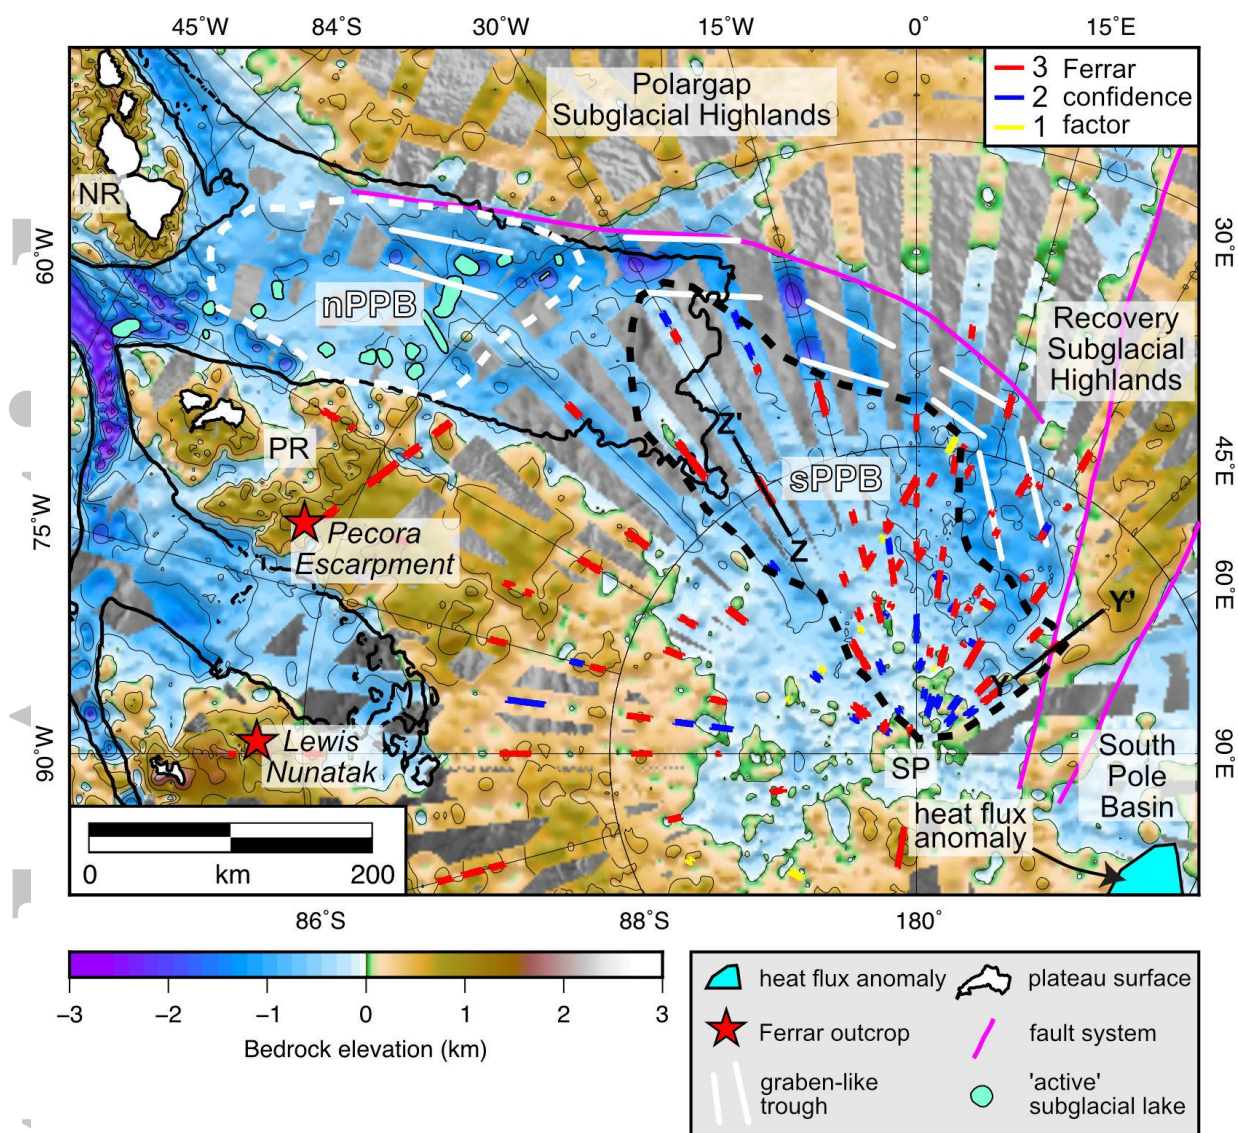 45˚W
84˚S
30˚W
15˚W
0˚
15˚E
3 Ferrar
2 confidence
1 factor
Polargap
Subglacial Highlands
NR
60˚W
30˚E
nPPB
Recovery
Subglacial
Highlands
PR
Z'
sPPB
45˚E
75˚W
Pecora
Escarpment
Z
60˚E
Y'
Y
Lewis
Nunatak
90˚W
SP
South
Pole
Basin
90˚E
heat flux
anomaly
0 km 200
86˚S
88˚S
180˚
−3 −2 −1 0 1 2 3
Bedrock elevation (km)
heat flux anomaly
plateau surface
Ferrar outcrop
fault system
graben-like
trough
'active'
subglacial lake